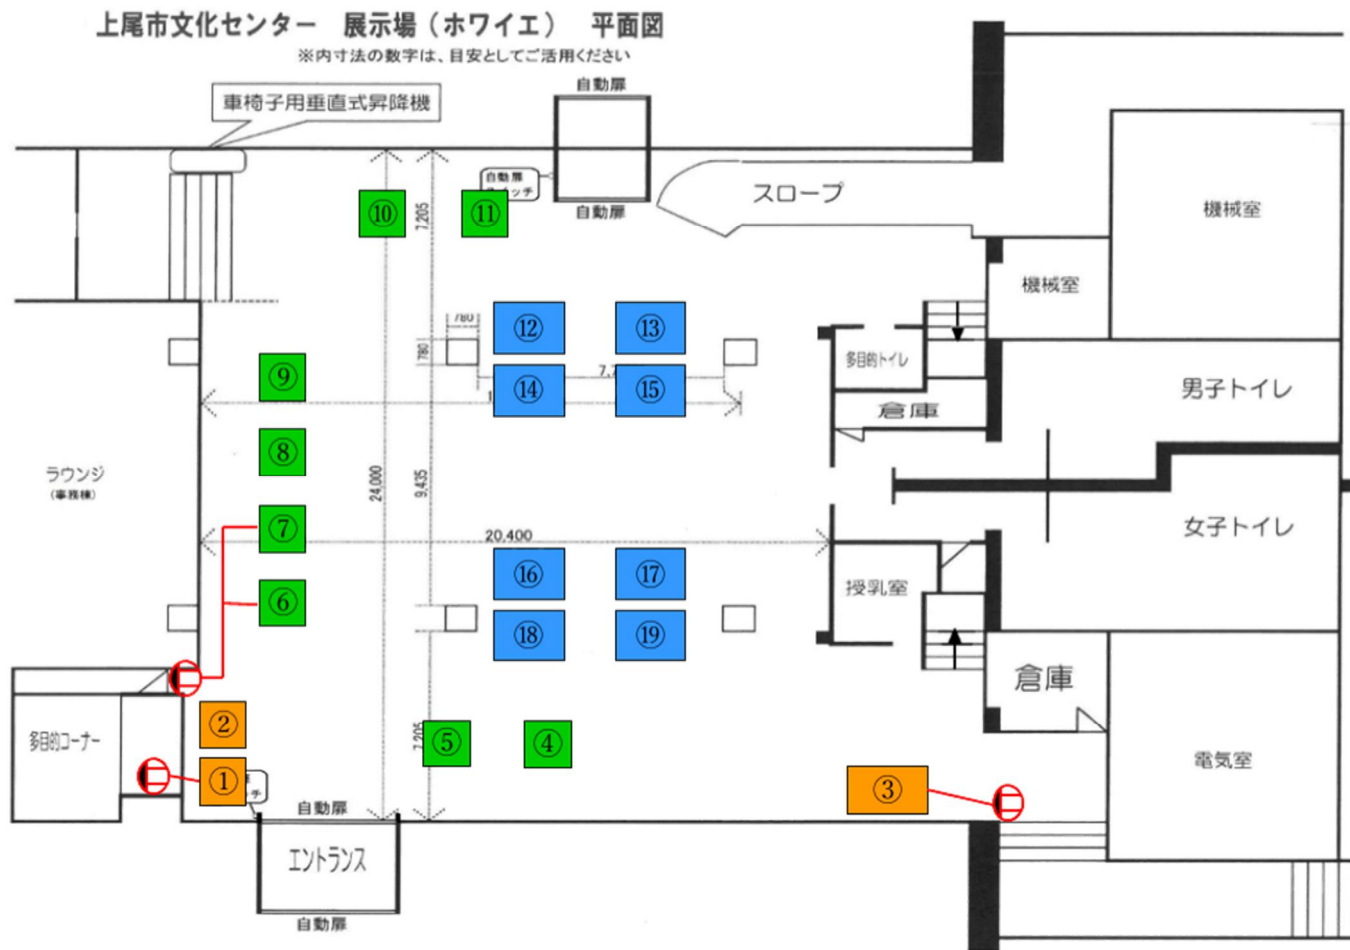 上尾市文化センター 展示場（ホワイエ） 平面図
※内寸法の数字は、目安としてご活用ください
自動扉
車椅子用垂直式昇降機
自動扉
ッチ
自動扉
スロープ
機械室
⑩
⑪
7,205
機械室
780
⑫
⑬
780
多目的トイレ
⑨
⑭
⑮
男子トイレ
倉庫
⑧
ラウンジ
（事務棟）
24,000
9,435
⑦
20,400
女子トイレ
⑯
⑰
授乳室
⑥
⑱
⑲
倉庫
②
多目的コーナー
⑤
④
7,205
電気室
①
チ
③
自動扉
エントランス
自動扉